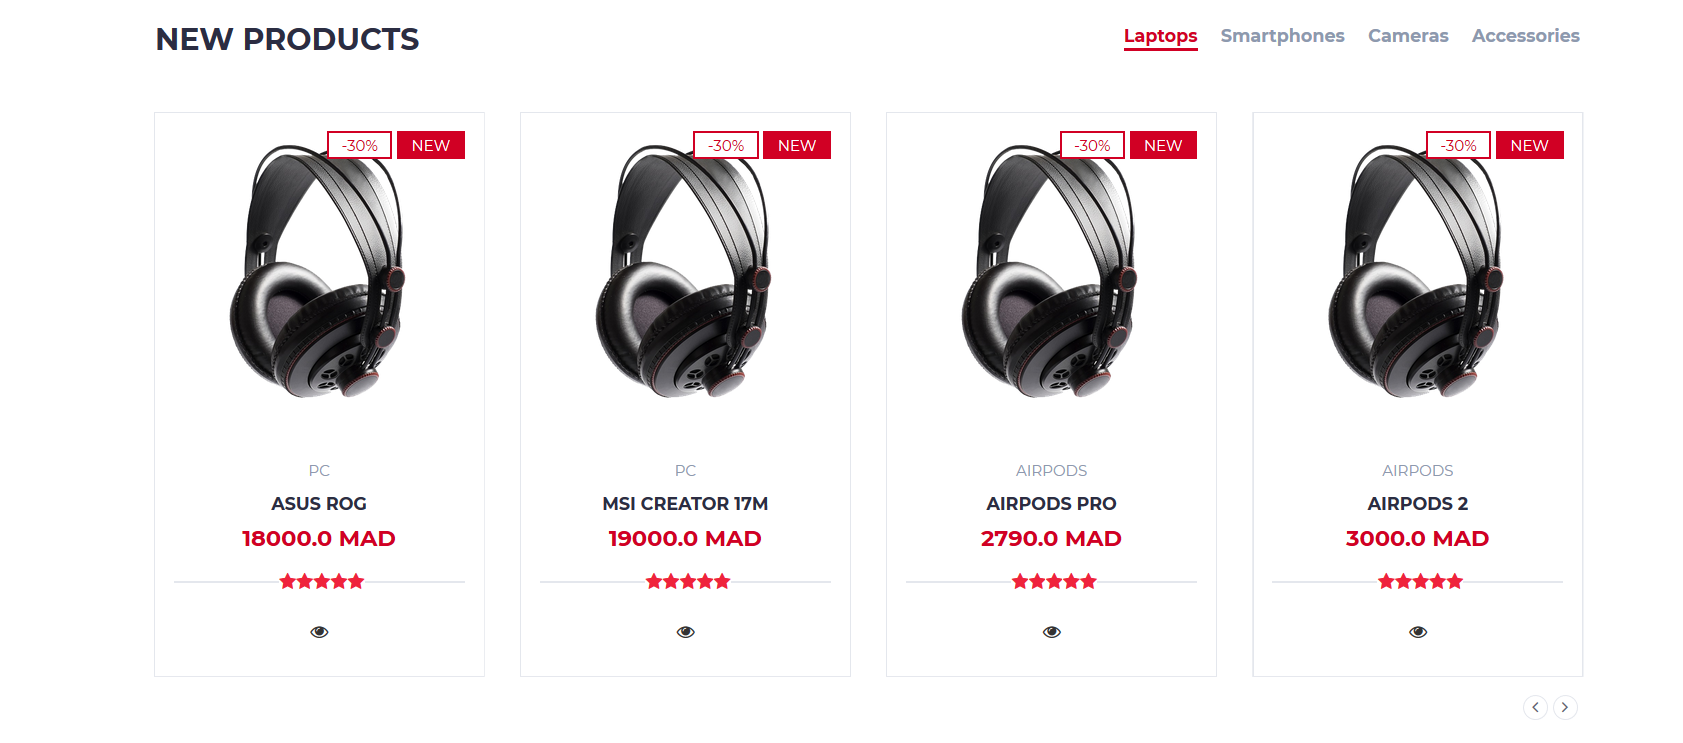 NEW PRODUCTS
Laptops Smartphones Cameras Accessories
-30% NEW
PC
ASUS ROG
18000.0 MAD
-30% NEW
PC
MSI CREATOR 17M
19000.0 MAD
-30% NEW
AIRPODS
AIRPODS PRO
2790.0 MAD
-30% NEW
AIRPODS
AIRPODS 2
3000.0 MAD